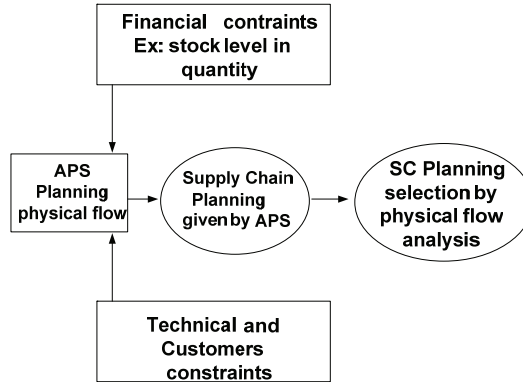 Financial contraints
Ex: stock level in
quantity
APS
Planning
physical flow
Supply Chain
Planning
given by APS
SC Planning
selection by
physical flow
analysis
Technical and
Customers
constraints